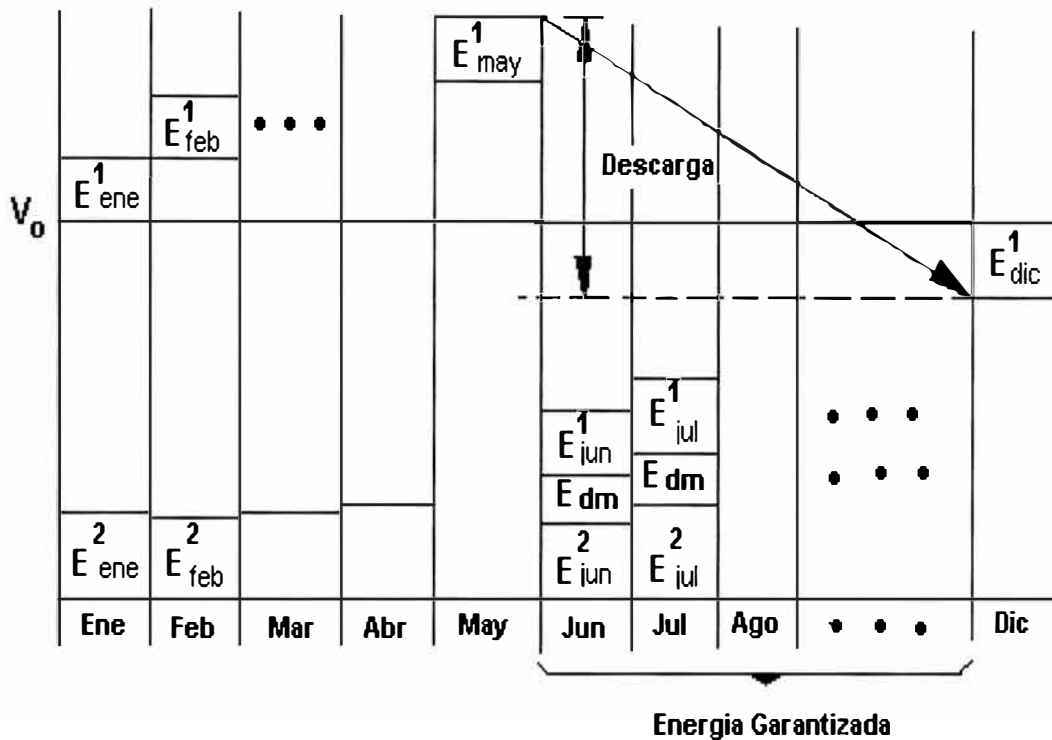 E¹may
E¹feb
• • •
Descarga
E¹ene
V₀
E¹dic
E¹jul
E¹jun
• • •
E dm
E dm
• • •
E²ene
E²feb
E²jun
E²jul
Ene Feb Mar Abr May Jun Jul Ago • • • Dic
Energia Garantizada